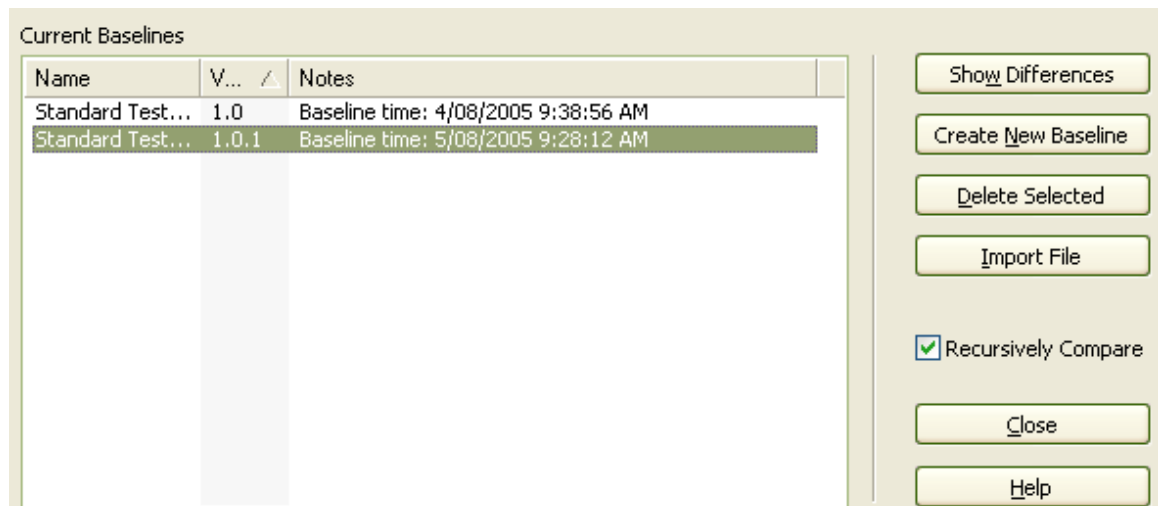 Current Baselines
Name V... Notes
Standard Test... 1.0 Baseline time: 4/08/2005 9:38:56 AM
Standard Test... 1.0.1 Baseline time: 5/08/2005 9:28:12 AM
Show Differences
Create New Baseline
Delete Selected
Import File
Recursively Compare
Close
Help